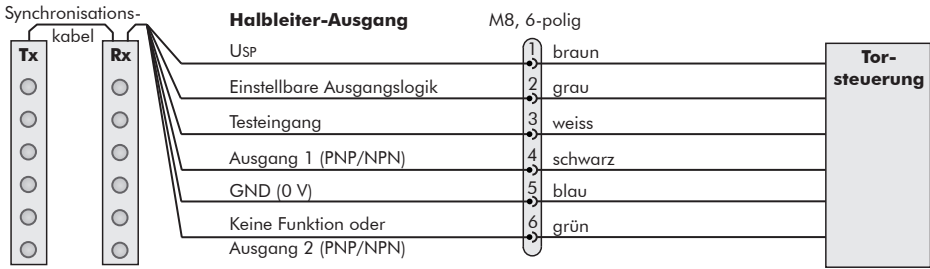 Synchronisations-
kabel
Tx
Rx
Halbleiter-Ausgang
M8, 6-polig
USP
1
braun
Einstellbare Ausgangslogik
2
grau
Testeingang
3
weiss
Ausgang 1 (PNP/NPN)
4
schwarz
GND (0 V)
5
blau
Keine Funktion oder
Ausgang 2 (PNP/NPN)
6
grün
Tor-
steuerung